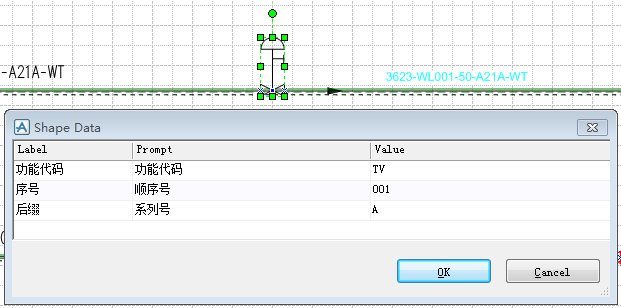 -A21A-WT
3623-WL001-50-A21A-WT
Shape Data
Label Prompt Value
功能代码 功能代码 TV
序号 顺序号 001
后缀 系列号 A
OK Cancel